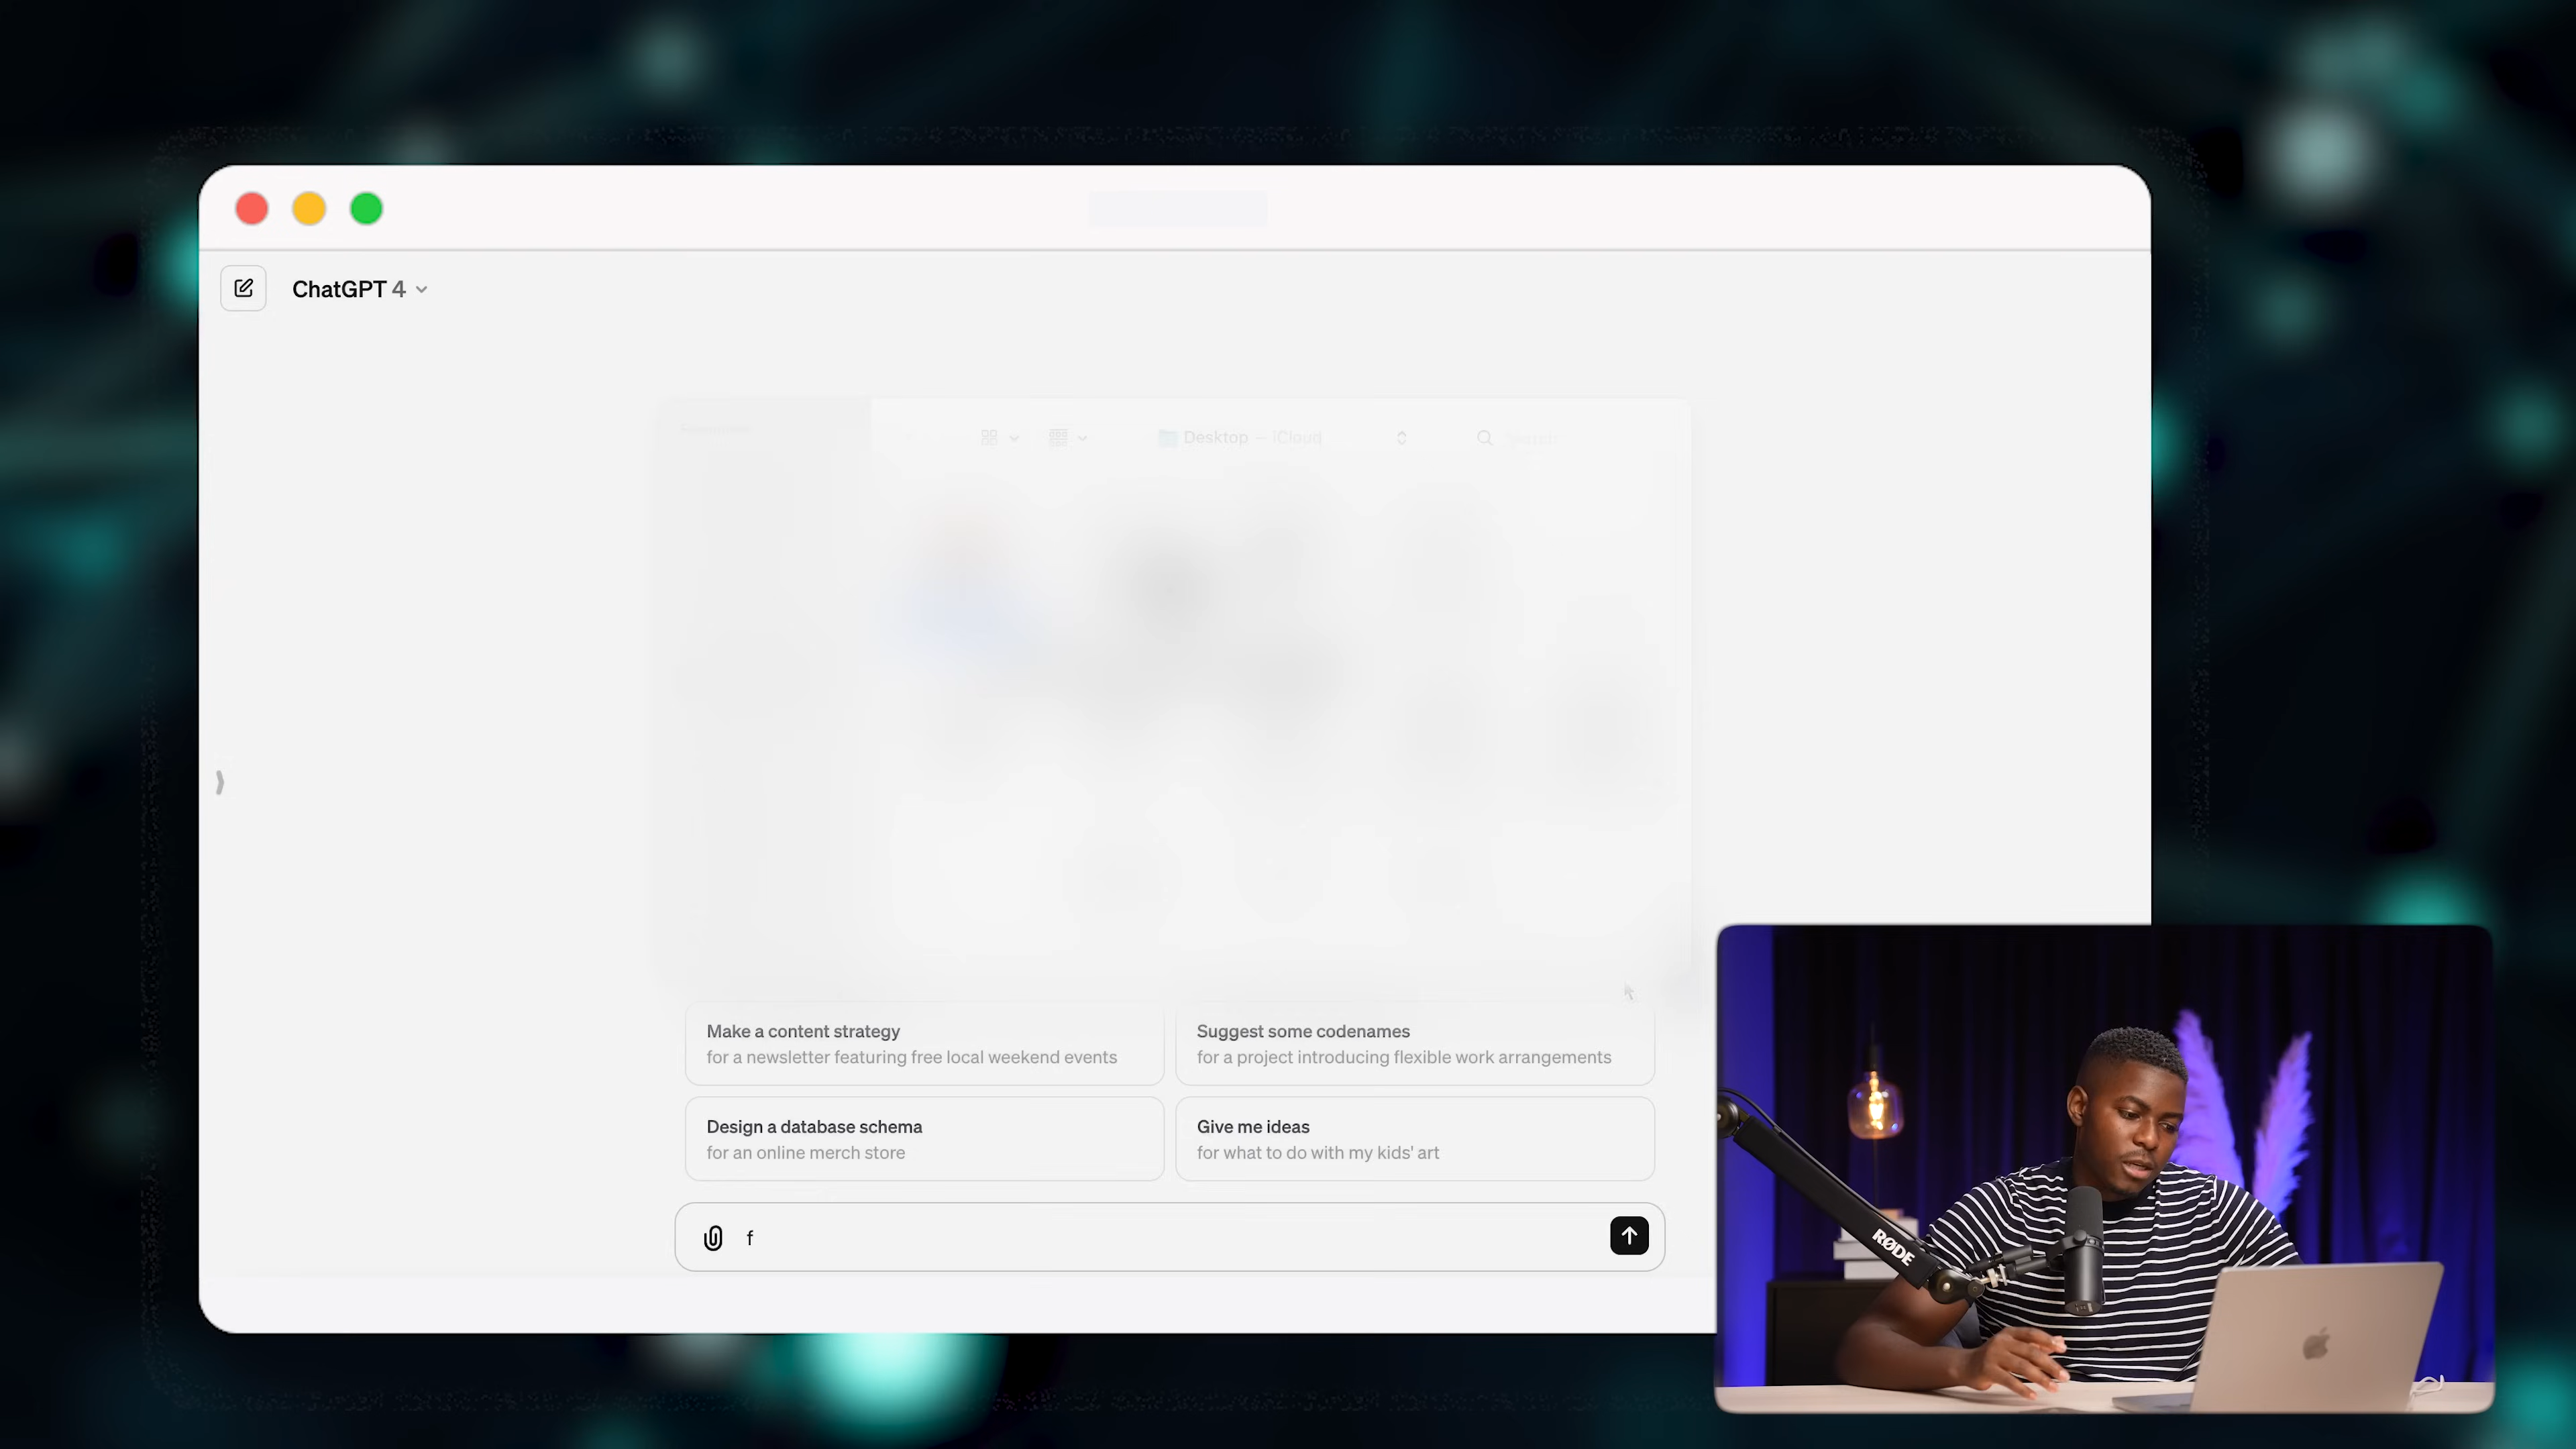 ChatGPT 4
Desktop — iCloud
Search
Make a content strategy
for a newsletter featuring free local weekend events
Suggest some codenames
for a project introducing flexible work arrangements
Design a database schema
for an online merch store
Give me ideas
for what to do with my kids' art
f
RØDE